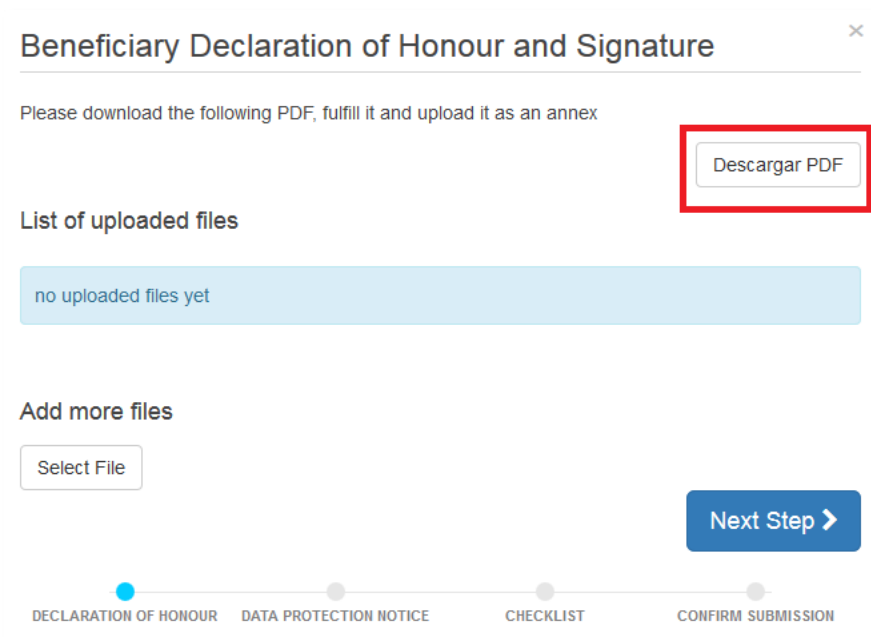 Beneficiary Declaration of Honour and Signature
×
Please download the following PDF, fulfill it and upload it as an annex
Descargar PDF
List of uploaded files
no uploaded files yet
Add more files
Select File
Next Step
DECLARATION OF HONOUR DATA PROTECTION NOTICE CHECKLIST CONFIRM SUBMISSION